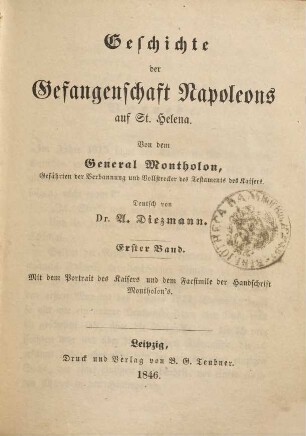 Geschichte
der
Gefangenschaft Napoleons
auf St. Helena.
Von dem
General Montholon,
Gefährten der Verbannung und Vollstrecker des Testaments des Kaisers.
Deutsch von
Dr. A. Diezmann.
Erster Band.
Mit dem Portrait des Kaisers und dem Facsimile der Handschrift
Montholon's.
Leipzig,
Druck und Verlag von B. G. Teubner.
1846.